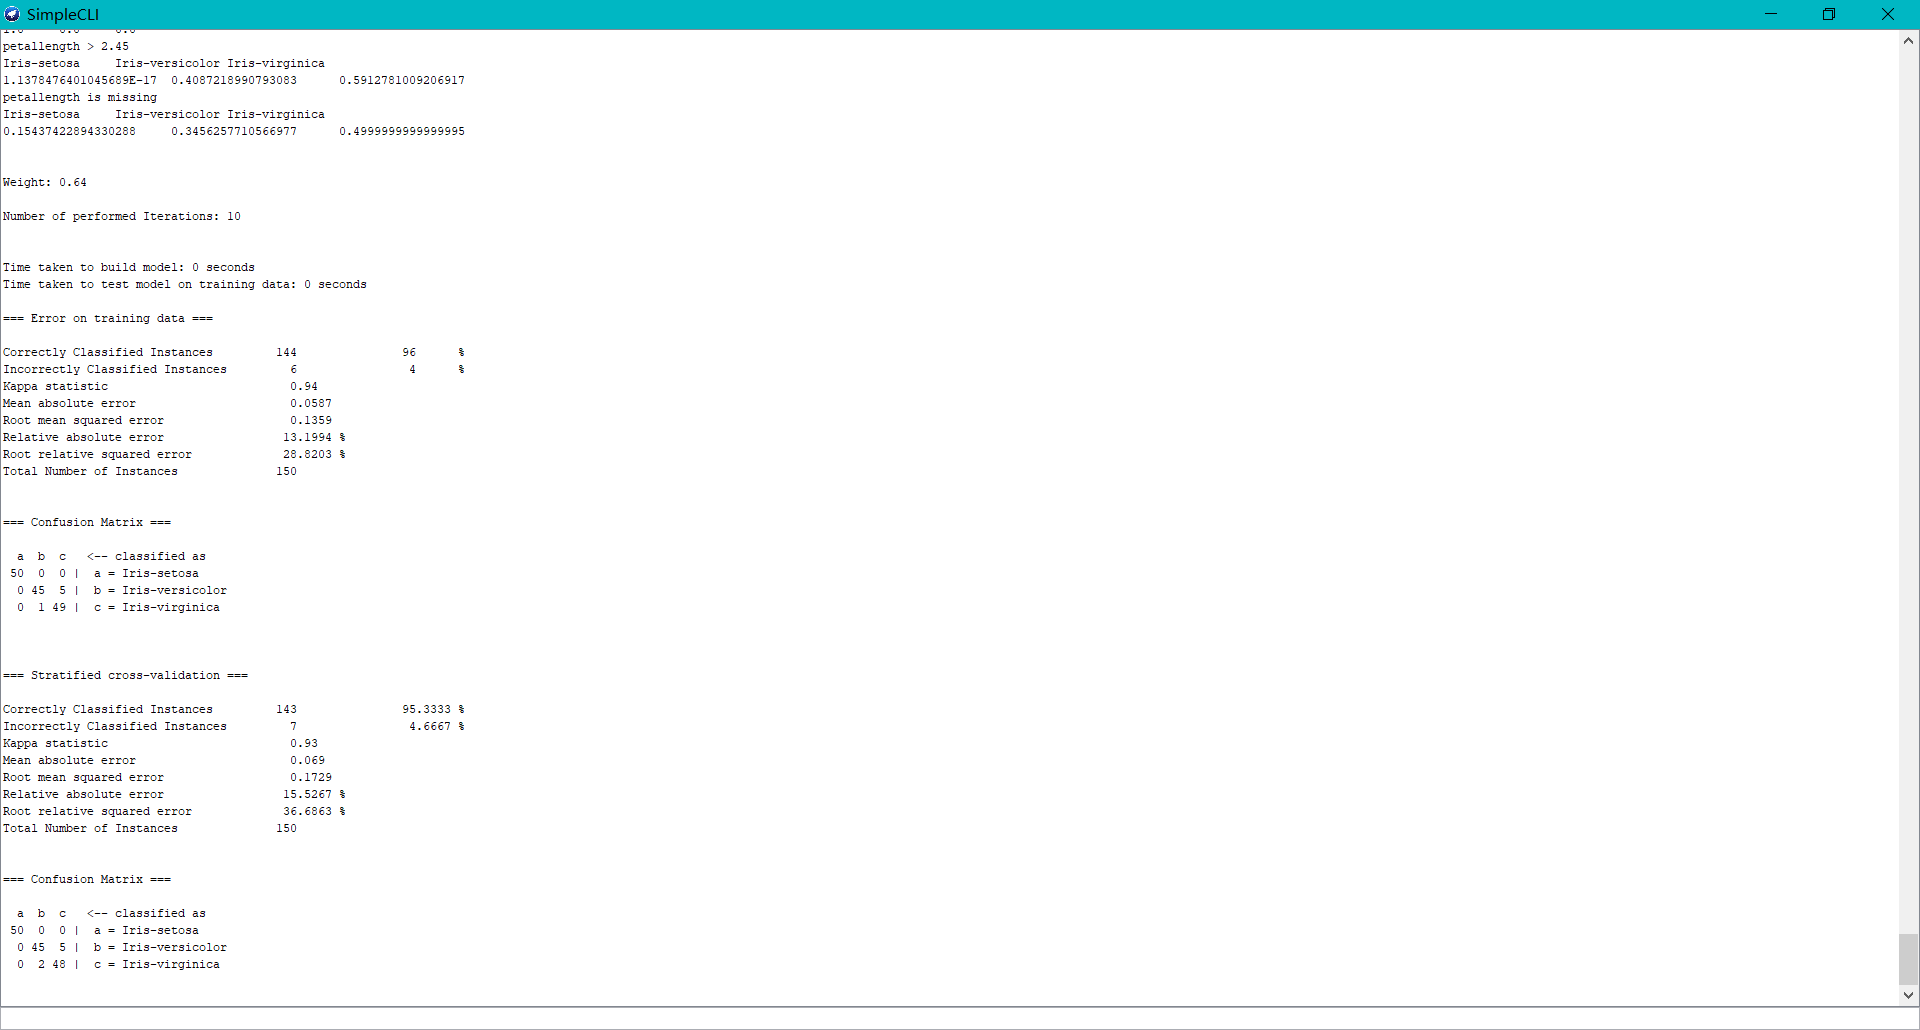 SimpleCLI
petallength > 2.45
Iris-setosa Iris-versicolor Iris-virginica
1.1378476401045689E-17 0.4087218990793083 0.5912781009206917
petallength is missing
Iris-setosa Iris-versicolor Iris-virginica
0.15437422894330288 0.3456257710566977 0.4999999999999995
Weight: 0.64
Number of performed Iterations: 10
Time taken to build model: 0 seconds
Time taken to test model on training data: 0 seconds
=== Error on training data ===
Correctly Classified Instances 144 96 %
Incorrectly Classified Instances 6 4 %
Kappa statistic 0.94
Mean absolute error 0.0587
Root mean squared error 0.1359
Relative absolute error 13.1994 %
Root relative squared error 28.8203 %
Total Number of Instances 150
=== Confusion Matrix ===
a b c <-- classified as
50 0 0 | a = Iris-setosa
0 45 5 | b = Iris-versicolor
0 1 49 | c = Iris-virginica
=== Stratified cross-validation ===
Correctly Classified Instances 143 95.3333 %
Incorrectly Classified Instances 7 4.6667 %
Kappa statistic 0.93
Mean absolute error 0.069
Root mean squared error 0.1729
Relative absolute error 15.5267 %
Root relative squared error 36.6863 %
Total Number of Instances 150
=== Confusion Matrix ===
a b c <-- classified as
50 0 0 | a = Iris-setosa
0 45 5 | b = Iris-versicolor
0 2 48 | c = Iris-virginica